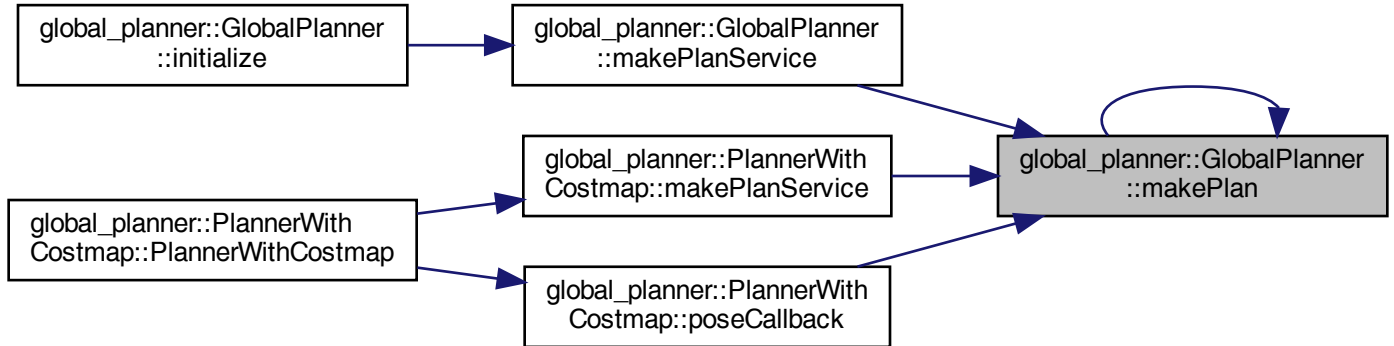 global_planner::GlobalPlanner
::initialize
global_planner::GlobalPlanner
::makePlanService
global_planner::PlannerWith
Costmap::makePlanService
global_planner::GlobalPlanner
::makePlan
global_planner::PlannerWith
Costmap::PlannerWithCostmap
global_planner::PlannerWith
Costmap::poseCallback